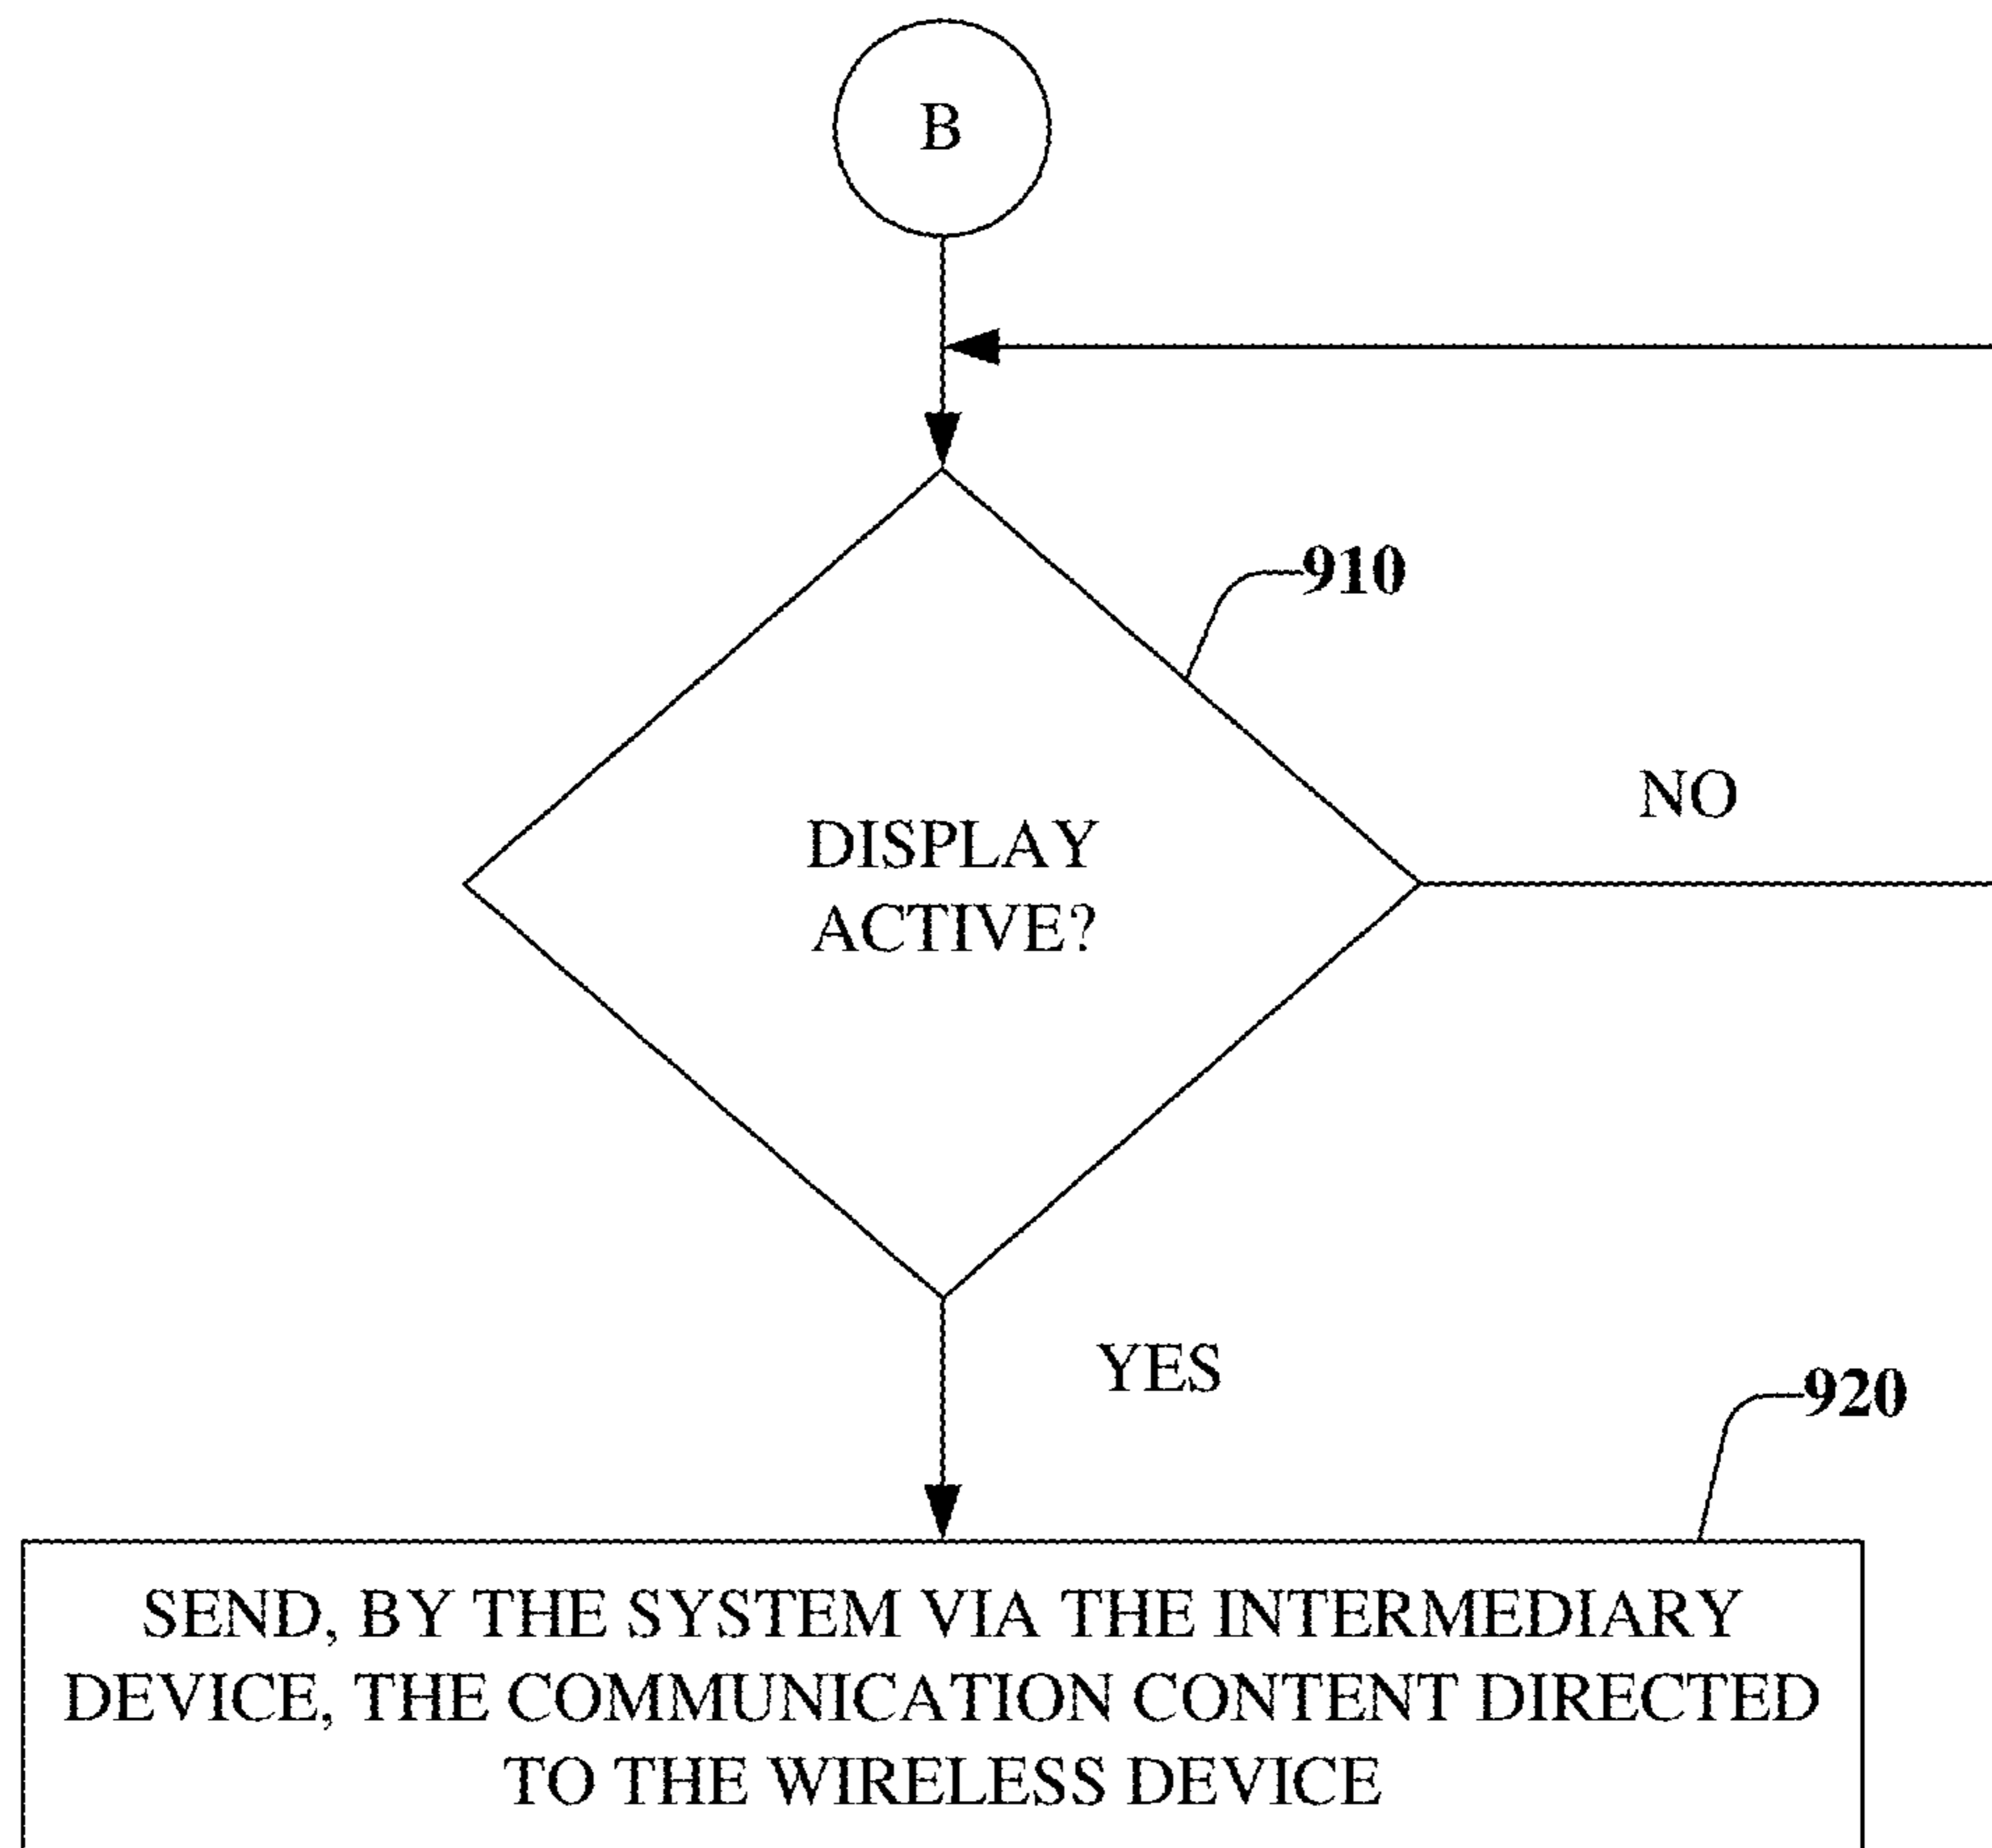 B
910
DISPLAY
ACTIVE?
NO
YES
920
SEND, BY THE SYSTEM VIA THE INTERMEDIARY
DEVICE, THE COMMUNICATION CONTENT DIRECTED
TO THE WIRELESS DEVICE